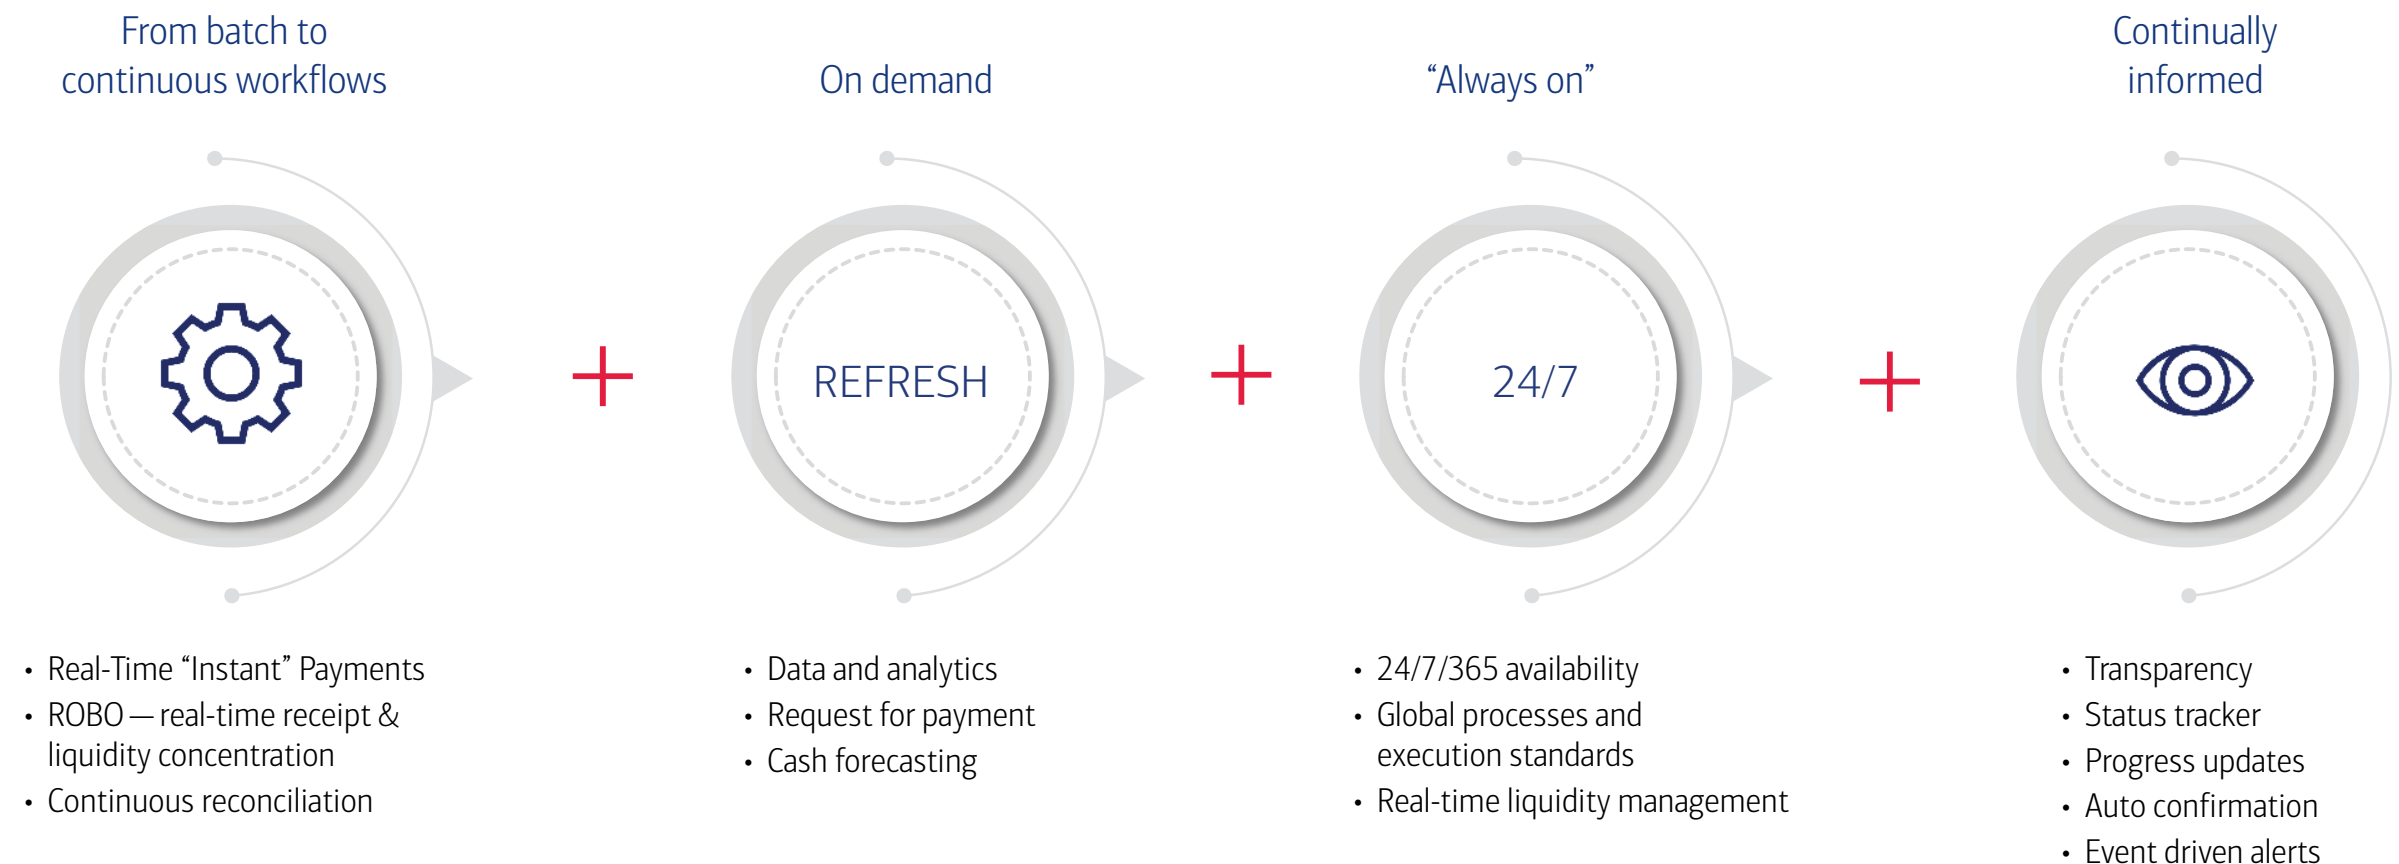 From batch to
continuous workflows
On demand
“Always on”
Continually
informed
REFRESH
24/7
• Real-Time “Instant” Payments
• ROBO — real-time receipt &
liquidity concentration
• Continuous reconciliation
• Data and analytics
• Request for payment
• Cash forecasting
• 24/7/365 availability
• Global processes and
execution standards
• Real-time liquidity management
• Transparency
• Status tracker
• Progress updates
• Auto confirmation
• Event driven alerts